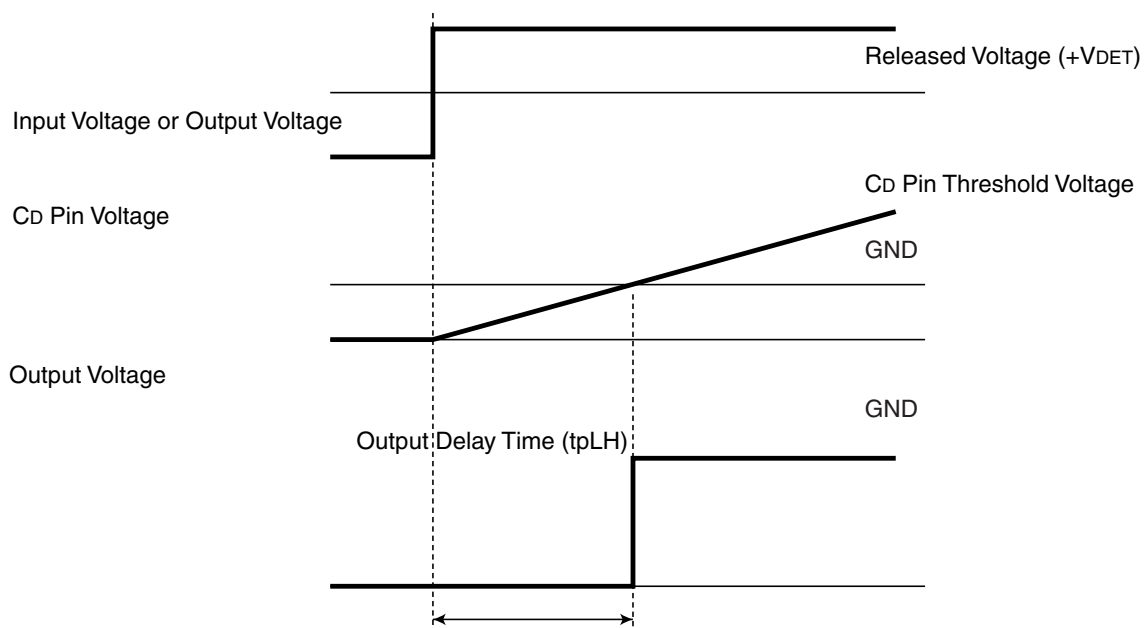 Released Voltage (+VDET)
Input Voltage or Output Voltage
CD Pin Threshold Voltage
CD Pin Voltage
GND
Output Voltage
GND
Output Delay Time (tpLH)